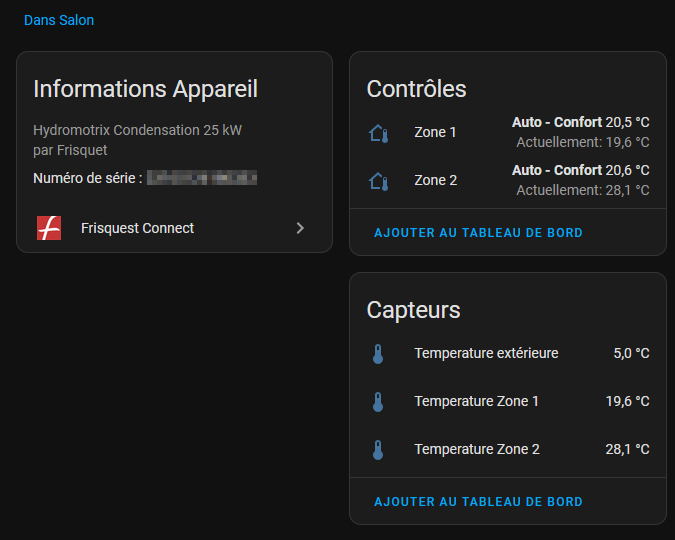 Dans Salon
Informations Appareil
Hydromotrix Condensation 25 kW
par Frisquet
Numéro de série :
Frisquest Connect
Contrôles
Zone 1
Auto - Confort 20,5 °C
Actuellement: 19,6 °C
Zone 2
Auto - Confort 20,6 °C
Actuellement: 28,1 °C
AJOUTER AU TABLEAU DE BORD
Capteurs
Temperature extérieure 5,0 °C
Temperature Zone 1 19,6 °C
Temperature Zone 2 28,1 °C
AJOUTER AU TABLEAU DE BORD